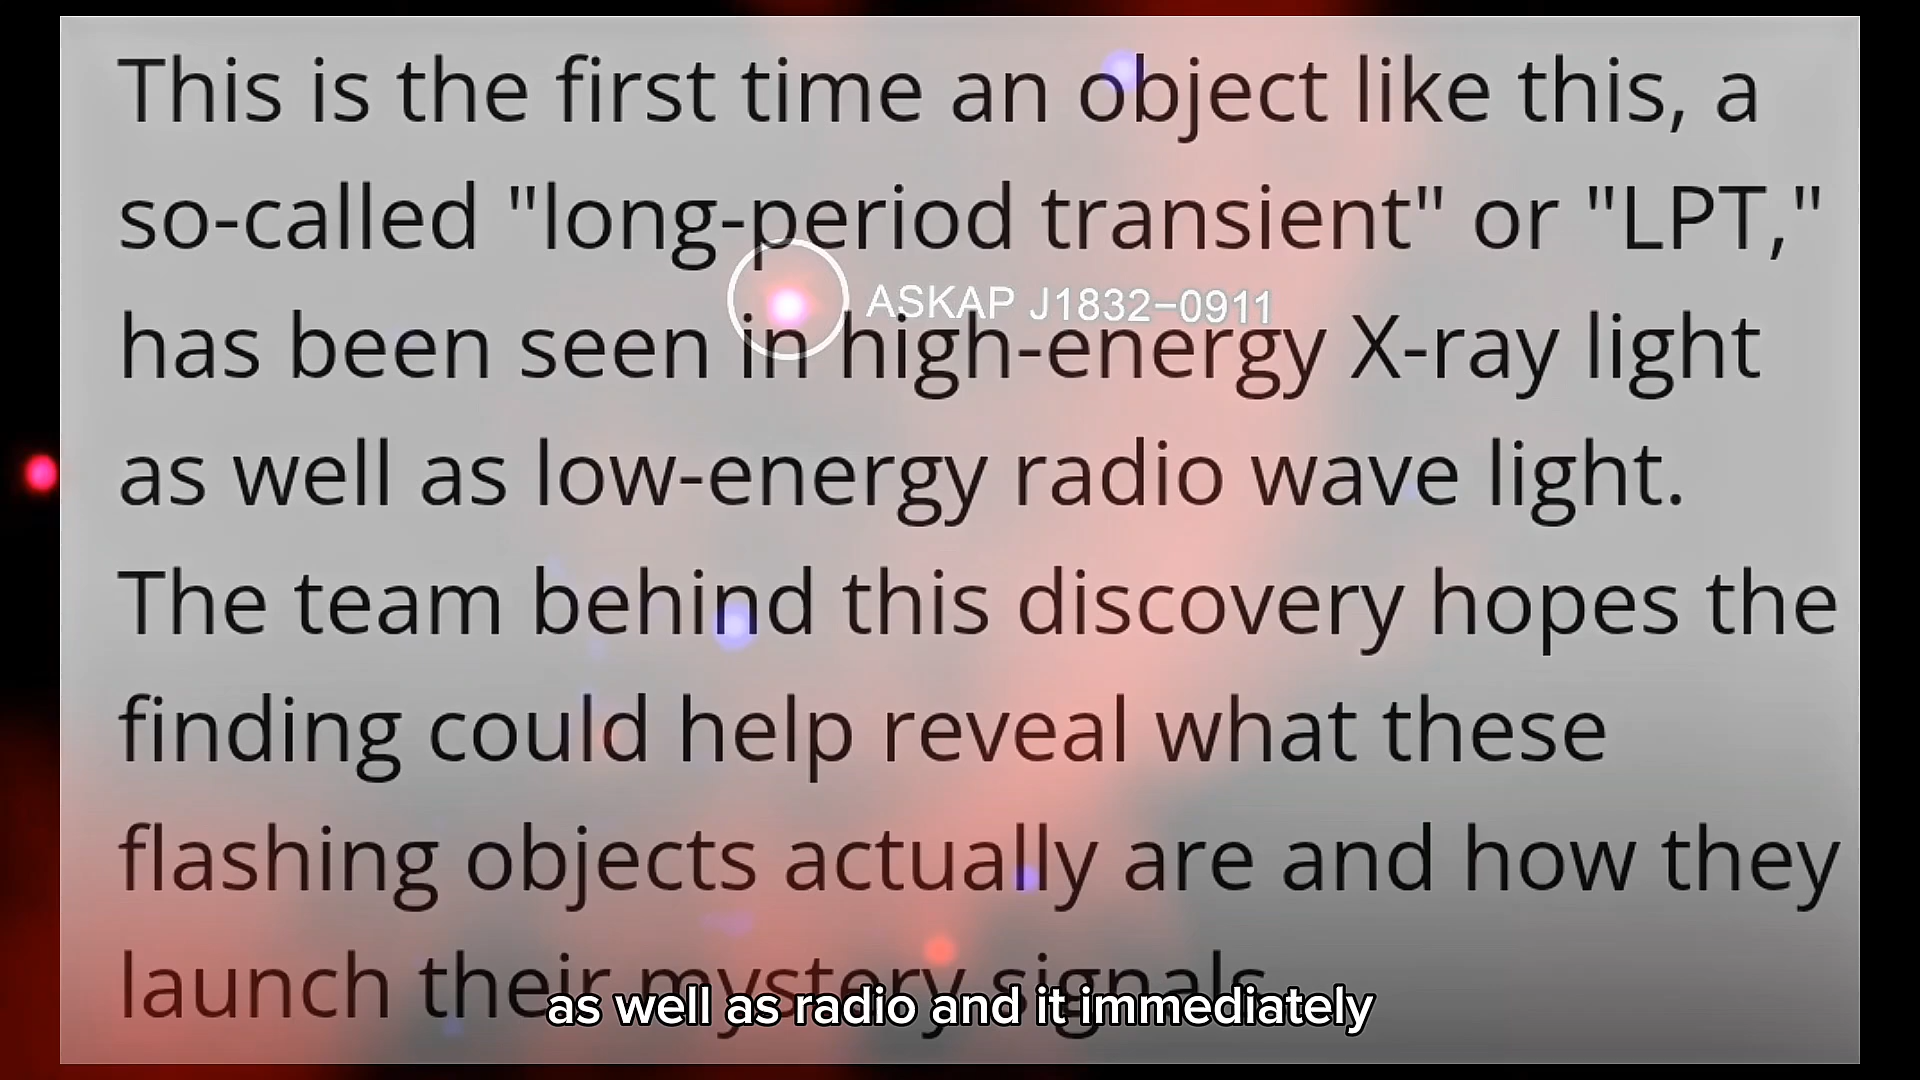 This is the first time an object like this, a
so-called "long-period transient" or "LPT,"
ASKAP J1832−0911
has been seen in high-energy X-ray light
as well as low-energy radio wave light.
The team behind this discovery hopes the
finding could help reveal what these
flashing objects actually are and how they
launch their mystery signals.
as well as radio and it immediately